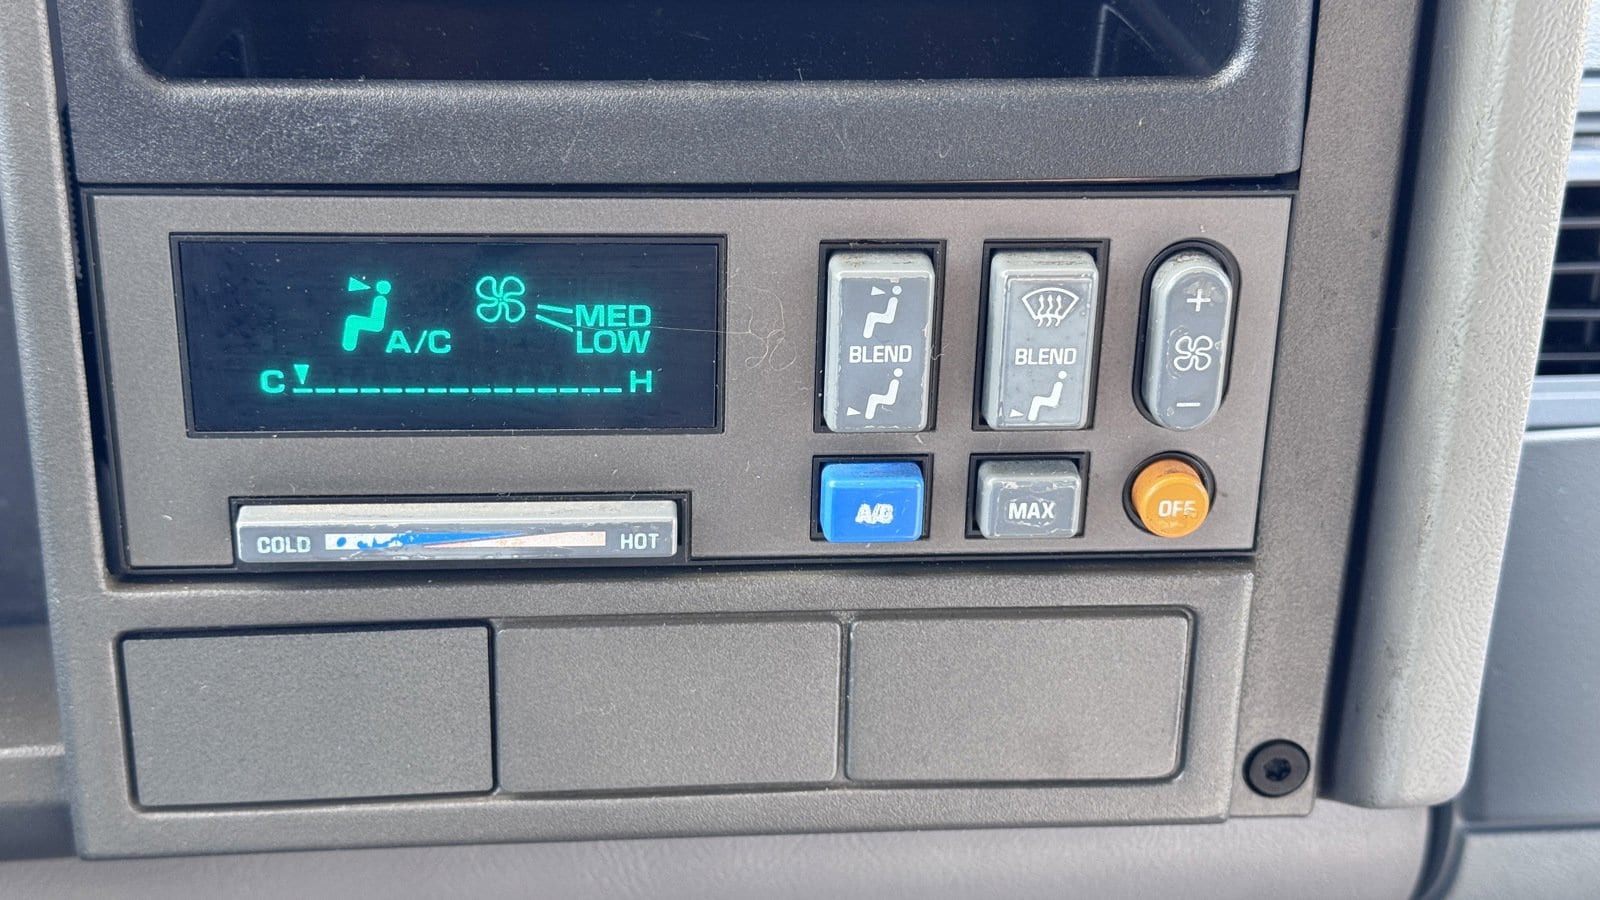 A/C
MED
LOW
C H
BLEND
BLEND
+
−
COLD HOT
A/C
MAX
OFF